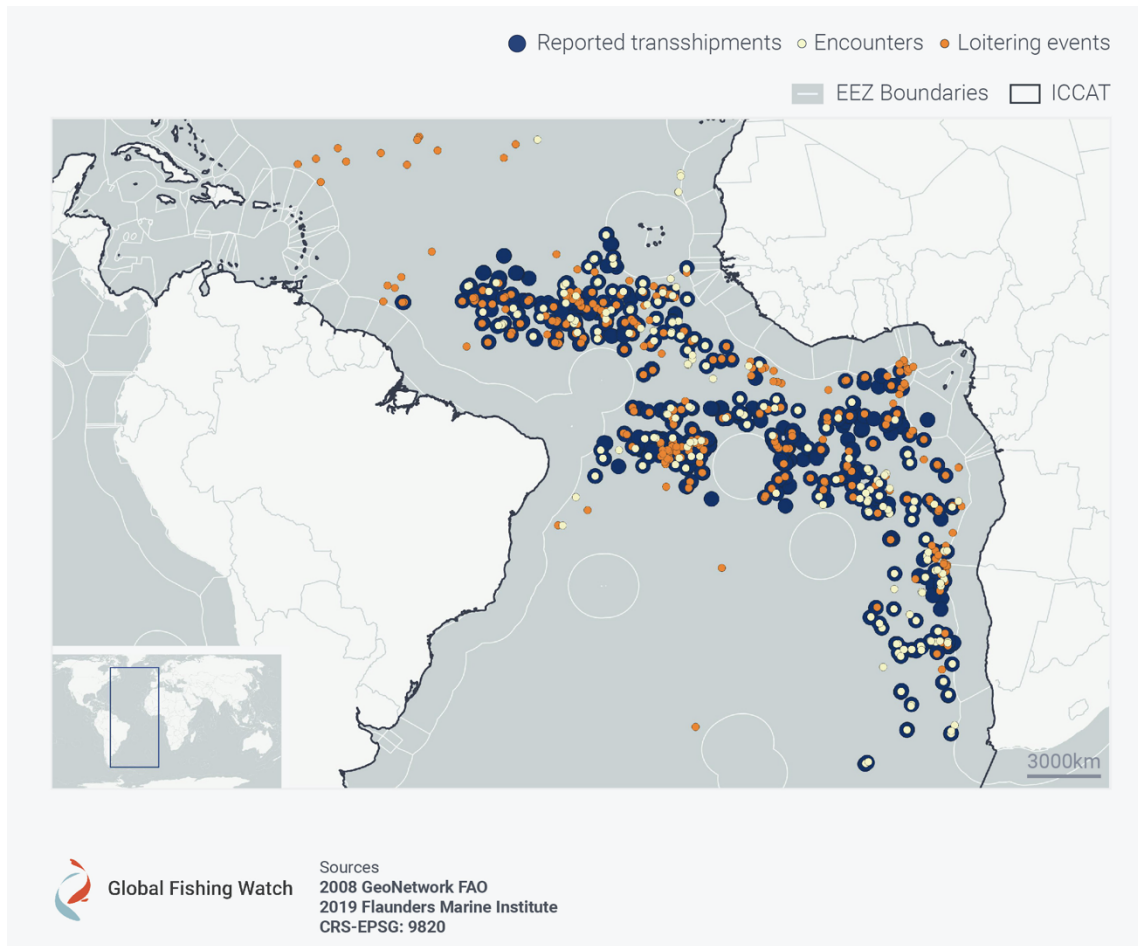 Reported transshipments Encounters Loitering events
EEZ Boundaries ICCAT
3000km
Global Fishing Watch
Sources
2008 GeoNetwork FAO
2019 Flaunders Marine Institute
CRS-EPSG: 9820